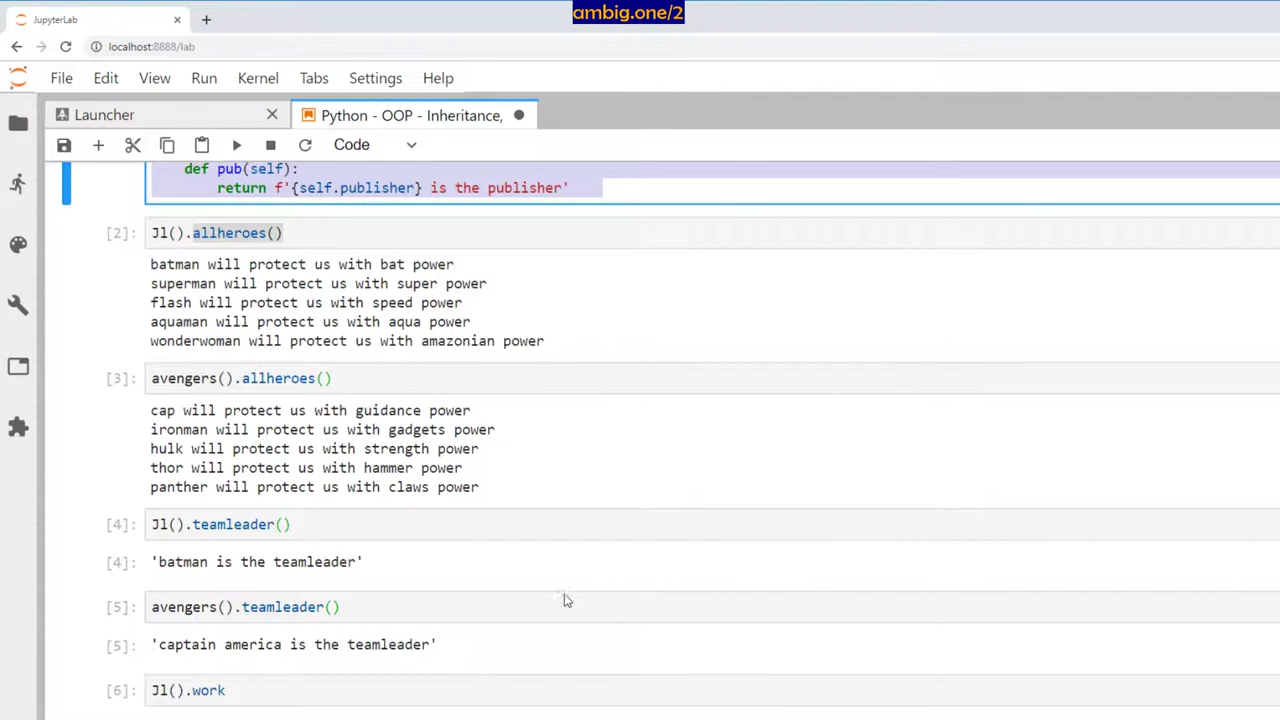 ambig.one/2
JupyterLab
localhost:8888/lab
File Edit View Run Kernel Tabs Settings Help
Launcher
Python - OOP - Inheritance,
Code
def pub(self):
return f'{self.publisher} is the publisher'
[2]: Jl().allheroes()
batman will protect us with bat power
superman will protect us with super power
flash will protect us with speed power
aquaman will protect us with aqua power
wonderwoman will protect us with amazonian power
[3]: avengers().allheroes()
cap will protect us with guidance power
ironman will protect us with gadgets power
hulk will protect us with strength power
thor will protect us with hammer power
panther will protect us with claws power
[4]: Jl().teamleader()
[4]: 'batman is the teamleader'
[5]: avengers().teamleader()
[5]: 'captain america is the teamleader'
[6]: Jl().work